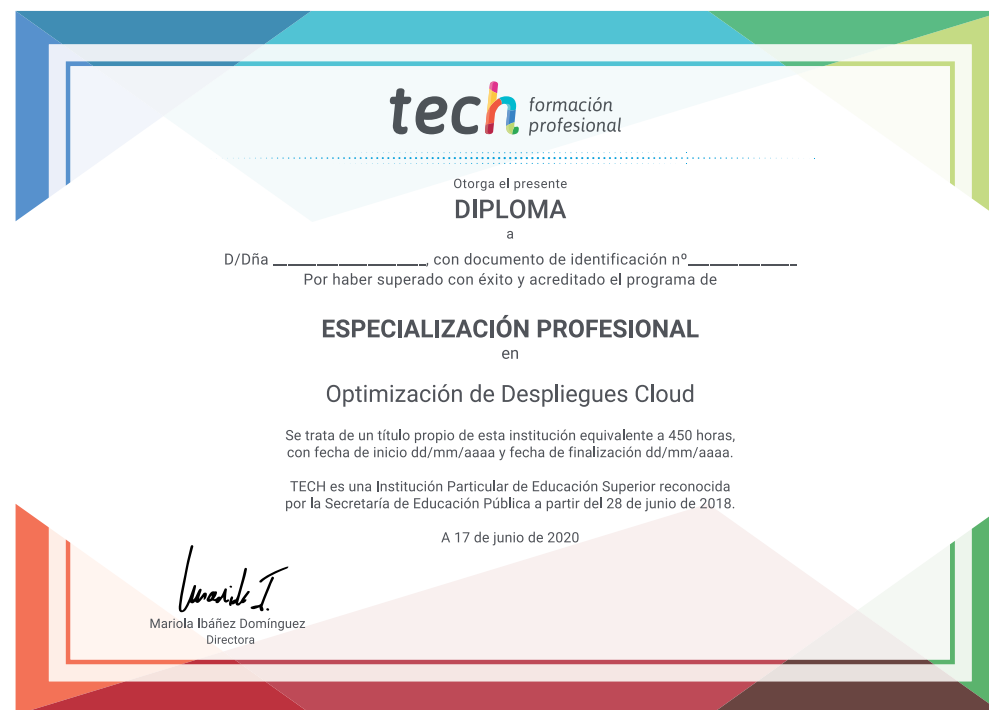 tech formación
profesional
Otorga el presente
DIPLOMA
a
D/Dña ____________________, con documento de identificación nº______________
Por haber superado con éxito y acreditado el programa de
ESPECIALIZACIÓN PROFESIONAL
en
Optimización de Despliegues Cloud
Se trata de un título propio de esta institución equivalente a 450 horas,
con fecha de inicio dd/mm/aaaa y fecha de finalización dd/mm/aaaa.
TECH es una Institución Particular de Educación Superior reconocida
por la Secretaría de Educación Pública a partir del 28 de junio de 2018.
A 17 de junio de 2020
Mariola Ibáñez Domínguez
Directora